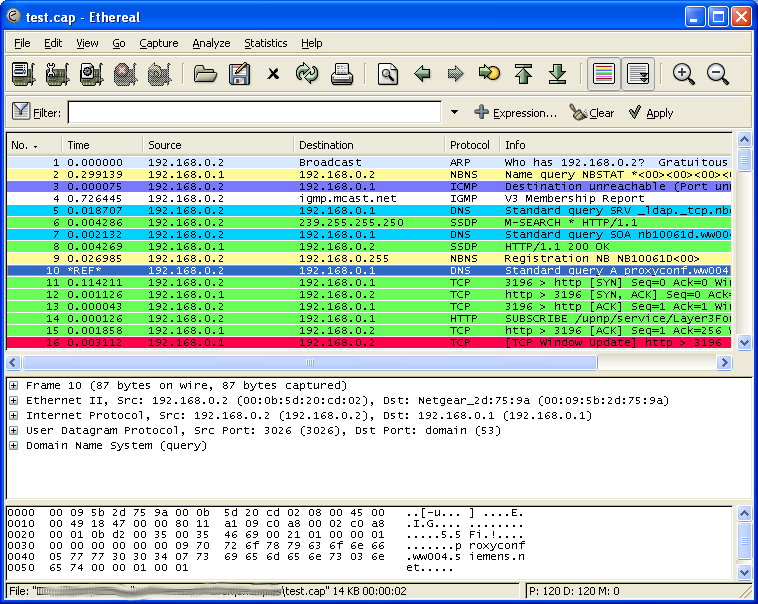 test.cap - Ethereal
File Edit View Go Capture Analyze Statistics Help
Filter: Expression... Clear Apply
No. Time Source Destination Protocol Info
1 0.000000 192.168.0.2 Broadcast ARP Who has 192.168.0.2? Gratuitous
2 0.299139 192.168.0.1 192.168.0.2 NBNS Name query NBSTAT *<00><00><00><
3 0.000075 192.168.0.2 192.168.0.1 ICMP Destination unreachable (Port un
4 0.726445 192.168.0.2 igmp.mcast.net IGMP V3 Membership Report
5 0.018707 192.168.0.2 192.168.0.1 DNS Standard query SRV _ldap._tcp.nb
6 0.004286 192.168.0.2 239.255.255.250 SSDP M-SEARCH * HTTP/1.1
7 0.002132 192.168.0.2 192.168.0.1 DNS Standard query SOA nb10061d.ww00
8 0.004269 192.168.0.1 192.168.0.2 SSDP HTTP/1.1 200 OK
9 0.026985 192.168.0.2 192.168.0.255 NBNS Registration NB NB10061D<00>
10 *REF* 192.168.0.2 192.168.0.1 DNS Standard query A proxyconf.ww004
11 0.114211 192.168.0.2 192.168.0.1 TCP 3196 > http [SYN] Seq=0 Ack=0 Wi
12 0.001126 192.168.0.1 192.168.0.2 TCP http > 3196 [SYN, ACK] Seq=0 Ack
13 0.000043 192.168.0.2 192.168.0.1 TCP 3196 > http [ACK] Seq=1 Ack=1 Wi
14 0.000126 192.168.0.2 192.168.0.1 HTTP SUBSCRIBE /upnp/service/Layer3Fo
15 0.001858 192.168.0.1 192.168.0.2 TCP http > 3196 [ACK] Seq=1 Ack=256
16 0.003112 192.168.0.1 192.168.0.2 TCP [TCP Window Update] http > 3196
Frame 10 (87 bytes on wire, 87 bytes captured)
Ethernet II, Src: 192.168.0.2 (00:0b:5d:20:cd:02), Dst: Netgear_2d:75:9a (00:09:5b:2d:75:9a)
Internet Protocol, Src: 192.168.0.2 (192.168.0.2), Dst: 192.168.0.1 (192.168.0.1)
User Datagram Protocol, Src Port: 3026 (3026), Dst Port: domain (53)
Domain Name System (query)
0000 00 09 5b 2d 75 9a 00 0b 5d 20 cd 02 08 00 45 00 ..[-u... ] ....E.
0010 00 49 18 47 00 00 80 11 a1 09 c0 a8 00 02 c0 a8 .I.G.... ........
0020 00 01 0b d2 00 35 00 35 46 69 00 21 01 00 00 01 .....5.5 Fi.!....
0030 00 00 00 00 00 00 09 70 72 6f 78 79 63 6f 6e 66 .......p roxyconf
0040 05 77 77 30 30 34 07 73 69 65 6d 65 6e 73 03 6e .ww004.s iemens.n
0050 65 74 00 00 01 00 01 et.....
File: " \test.cap" 14 KB 00:00:02 P: 120 D: 120 M: 0